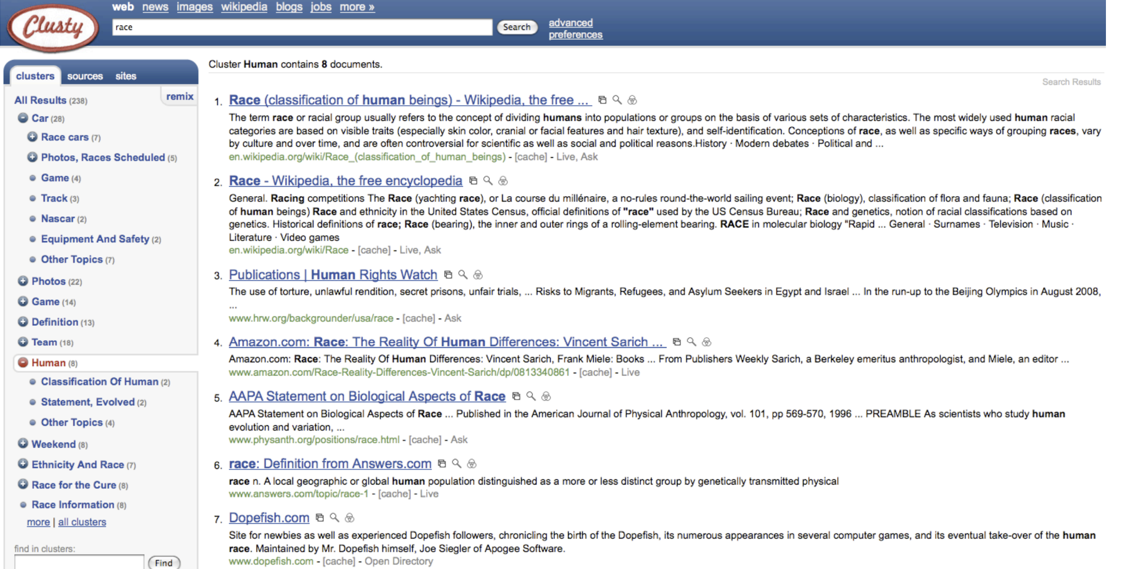 web news images wikipedia blogs jobs more »
Clusty
race
Search
advanced
preferences
clusters sources sites
remix
All Results (238)
Car (28)
Race cars (7)
Photos, Races Scheduled (5)
Game (4)
Track (3)
Nascar (2)
Equipment And Safety (2)
Other Topics (7)
Photos (22)
Game (14)
Definition (13)
Team (18)
Human (8)
Classification Of Human (2)
Statement, Evolved (2)
Other Topics (4)
Weekend (8)
Ethnicity And Race (7)
Race for the Cure (8)
Race Information (8)
more | all clusters
find in clusters:
Find
Cluster Human contains 8 documents.
Search Results
1. Race (classification of human beings) - Wikipedia, the free ...
The term race or racial group usually refers to the concept of dividing humans into populations or groups on the basis of various sets of characteristics. The most widely used human racial
categories are based on visible traits (especially skin color, cranial or facial features and hair texture), and self-identification. Conceptions of race, as well as specific ways of grouping races, vary
by culture and over time, and are often controversial for scientific as well as social and political reasons.History · Modern debates · Political and ...
en.wikipedia.org/wiki/Race_(classification_of_human_beings) - [cache] - Live, Ask
2. Race - Wikipedia, the free encyclopedia
General. Racing competitions The Race (yachting race), or La course du millénaire, a no-rules round-the-world sailing event; Race (biology), classification of flora and fauna; Race (classification
of human beings) Race and ethnicity in the United States Census, official definitions of "race" used by the US Census Bureau; Race and genetics, notion of racial classifications based on
genetics. Historical definitions of race; Race (bearing), the inner and outer rings of a rolling-element bearing. RACE in molecular biology "Rapid ... General · Surnames · Television · Music ·
Literature · Video games
en.wikipedia.org/wiki/Race - [cache] - Live, Ask
3. Publications | Human Rights Watch
The use of torture, unlawful rendition, secret prisons, unfair trials, ... Risks to Migrants, Refugees, and Asylum Seekers in Egypt and Israel ... In the run-up to the Beijing Olympics in August 2008,
...
www.hrw.org/backgrounder/usa/race - [cache] - Ask
4. Amazon.com: Race: The Reality Of Human Differences: Vincent Sarich ...
Amazon.com: Race: The Reality Of Human Differences: Vincent Sarich, Frank Miele: Books ... From Publishers Weekly Sarich, a Berkeley emeritus anthropologist, and Miele, an editor ...
www.amazon.com/Race-Reality-Differences-Vincent-Sarich/dp/0813340861 - [cache] - Live
5. AAPA Statement on Biological Aspects of Race
AAPA Statement on Biological Aspects of Race ... Published in the American Journal of Physical Anthropology, vol. 101, pp 569-570, 1996 ... PREAMBLE As scientists who study human
evolution and variation, ...
www.physanth.org/positions/race.html - [cache] - Ask
6. race: Definition from Answers.com
race n. A local geographic or global human population distinguished as a more or less distinct group by genetically transmitted physical
www.answers.com/topic/race-1 - [cache] - Live
7. Dopefish.com
Site for newbies as well as experienced Dopefish followers, chronicling the birth of the Dopefish, its numerous appearances in several computer games, and its eventual take-over of the human
race. Maintained by Mr. Dopefish himself, Joe Siegler of Apogee Software.
www.dopefish.com - [cache] - Open Directory